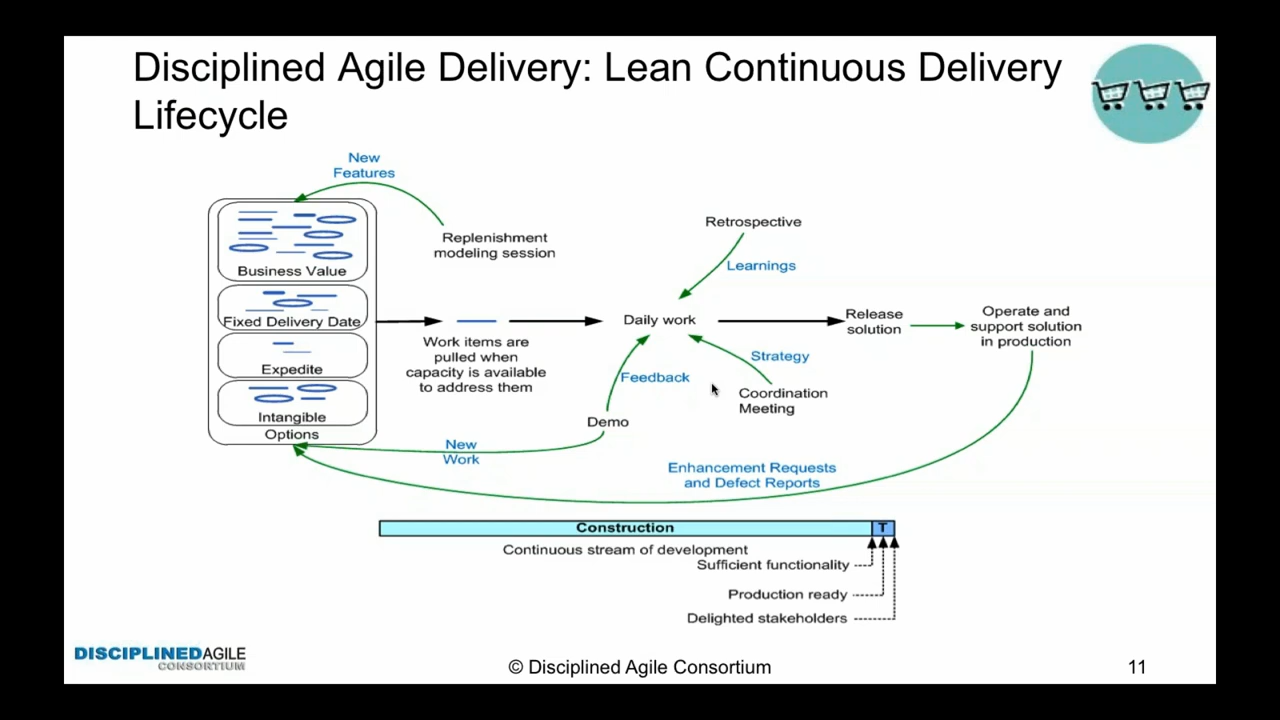 Disciplined Agile Delivery: Lean Continuous Delivery
Lifecycle
New
Features
Replenishment
modeling session
Business Value
Fixed Delivery Date
Expedite
Intangible
Options
Work items are
pulled when
capacity is available
to address them
Retrospective
Learnings
Daily work
Feedback
Strategy
Coordination
Meeting
Demo
New
Work
Release
solution
Operate and
support solution
in production
Enhancement Requests
and Defect Reports
Construction
T
Continuous stream of development
Sufficient functionality
Production ready
Delighted stakeholders
DISCIPLINEDAGILE
CONSORTIUM
© Disciplined Agile Consortium
11